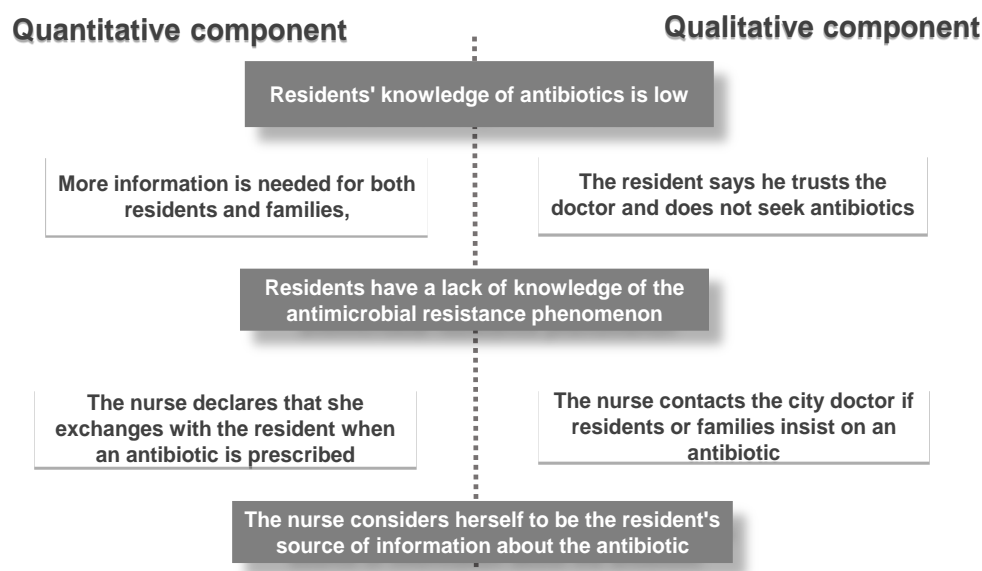 Quantitative component
Qualitative component
Residents' knowledge of antibiotics is low
More information is needed for both
residents and families,
The resident says he trusts the
doctor and does not seek antibiotics
Residents have a lack of knowledge of the
antimicrobial resistance phenomenon
The nurse declares that she
exchanges with the resident when
an antibiotic is prescribed
The nurse contacts the city doctor if
residents or families insist on an
antibiotic
The nurse considers herself to be the resident's
source of information about the antibiotic